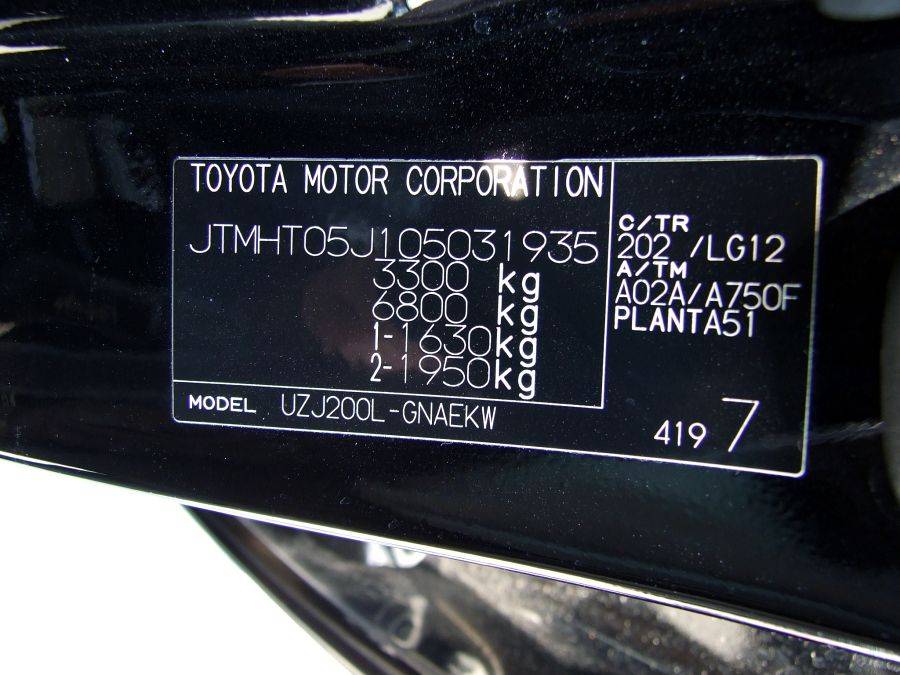 TOYOTA MOTOR CORPORATION
JTMHT05J105031935
3300 kg
6800 kg
1-1630kg
2-1950kg
MODEL UZJ200L-GNAEKW
C/TR
202 /LG12
A/TM
A02A/A750F
PLANTA51
419 7